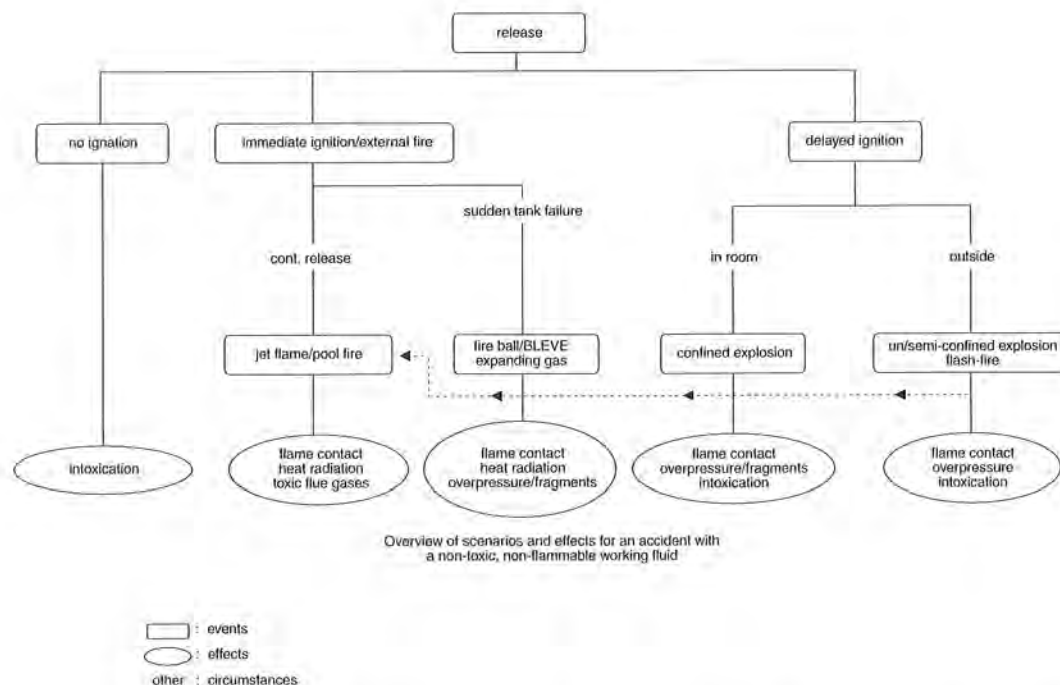 release
no ignation
immediate ignition/external fire
delayed ignition
sudden tank failure
cont. release
in room
outside
jet flame/pool fire
fire ball/BLEVE
expanding gas
confined explosion
un/semi-confined explosion
flash-fire
intoxication
flame contact
heat radiation
toxic flue gases
flame contact
heat radiation
overpressure/fragments
flame contact
overpressure/fragments
intoxication
flame contact
overpressure
intoxication
Overview of scenarios and effects for an accident with
a non-toxic, non-flammable working fluid
: events
: effects
other : circumstances